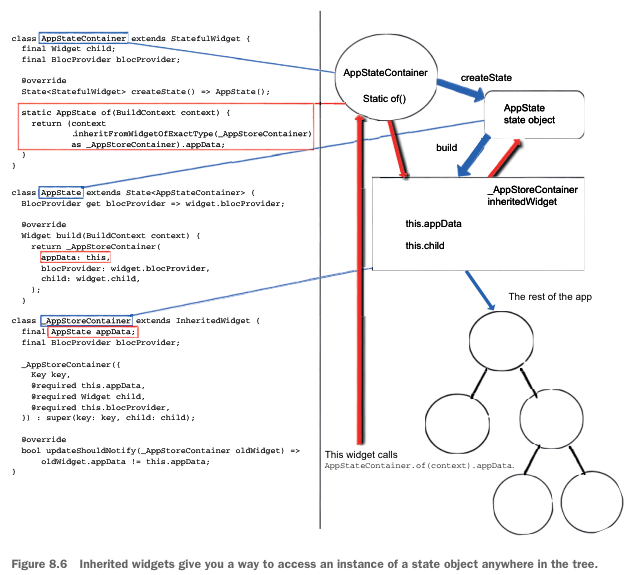 class AppStateContainer extends StatefulWidget {
final Widget child;
final BlocProvider blocProvider;
@override
State<StatefulWidget> createState() => AppState();
static AppState of(BuildContext context) {
return (context
.inheritFromWidgetOfExactType(_AppStoreContainer)
as _AppStoreContainer).appData;
}
}
class AppState extends State<AppStateContainer> {
BlocProvider get blocProvider => widget.blocProvider;
@override
Widget build(BuildContext context) {
return _AppStoreContainer(
appData: this,
blocProvider: widget.blocProvider,
child: widget.child,
);
}
class _AppStoreContainer extends InheritedWidget {
final AppState appData;
final BlocProvider blocProvider;
_AppStoreContainer({
Key key,
@required this.appData,
@required Widget child,
@required this.blocProvider,
}) : super(key: key, child: child);
@override
bool updateShouldNotify(_AppStoreContainer oldWidget) =>
oldWidget.appData != this.appData;
}
AppStateContainer
Static of()
createState
AppState
state object
build
_AppStoreContainer
inheritedWidget
this.appData
this.child
The rest of the app
This widget calls
AppStateContainer.of(context).appData.
Figure 8.6 Inherited widgets give you a way to access an instance of a state object anywhere in the tree.